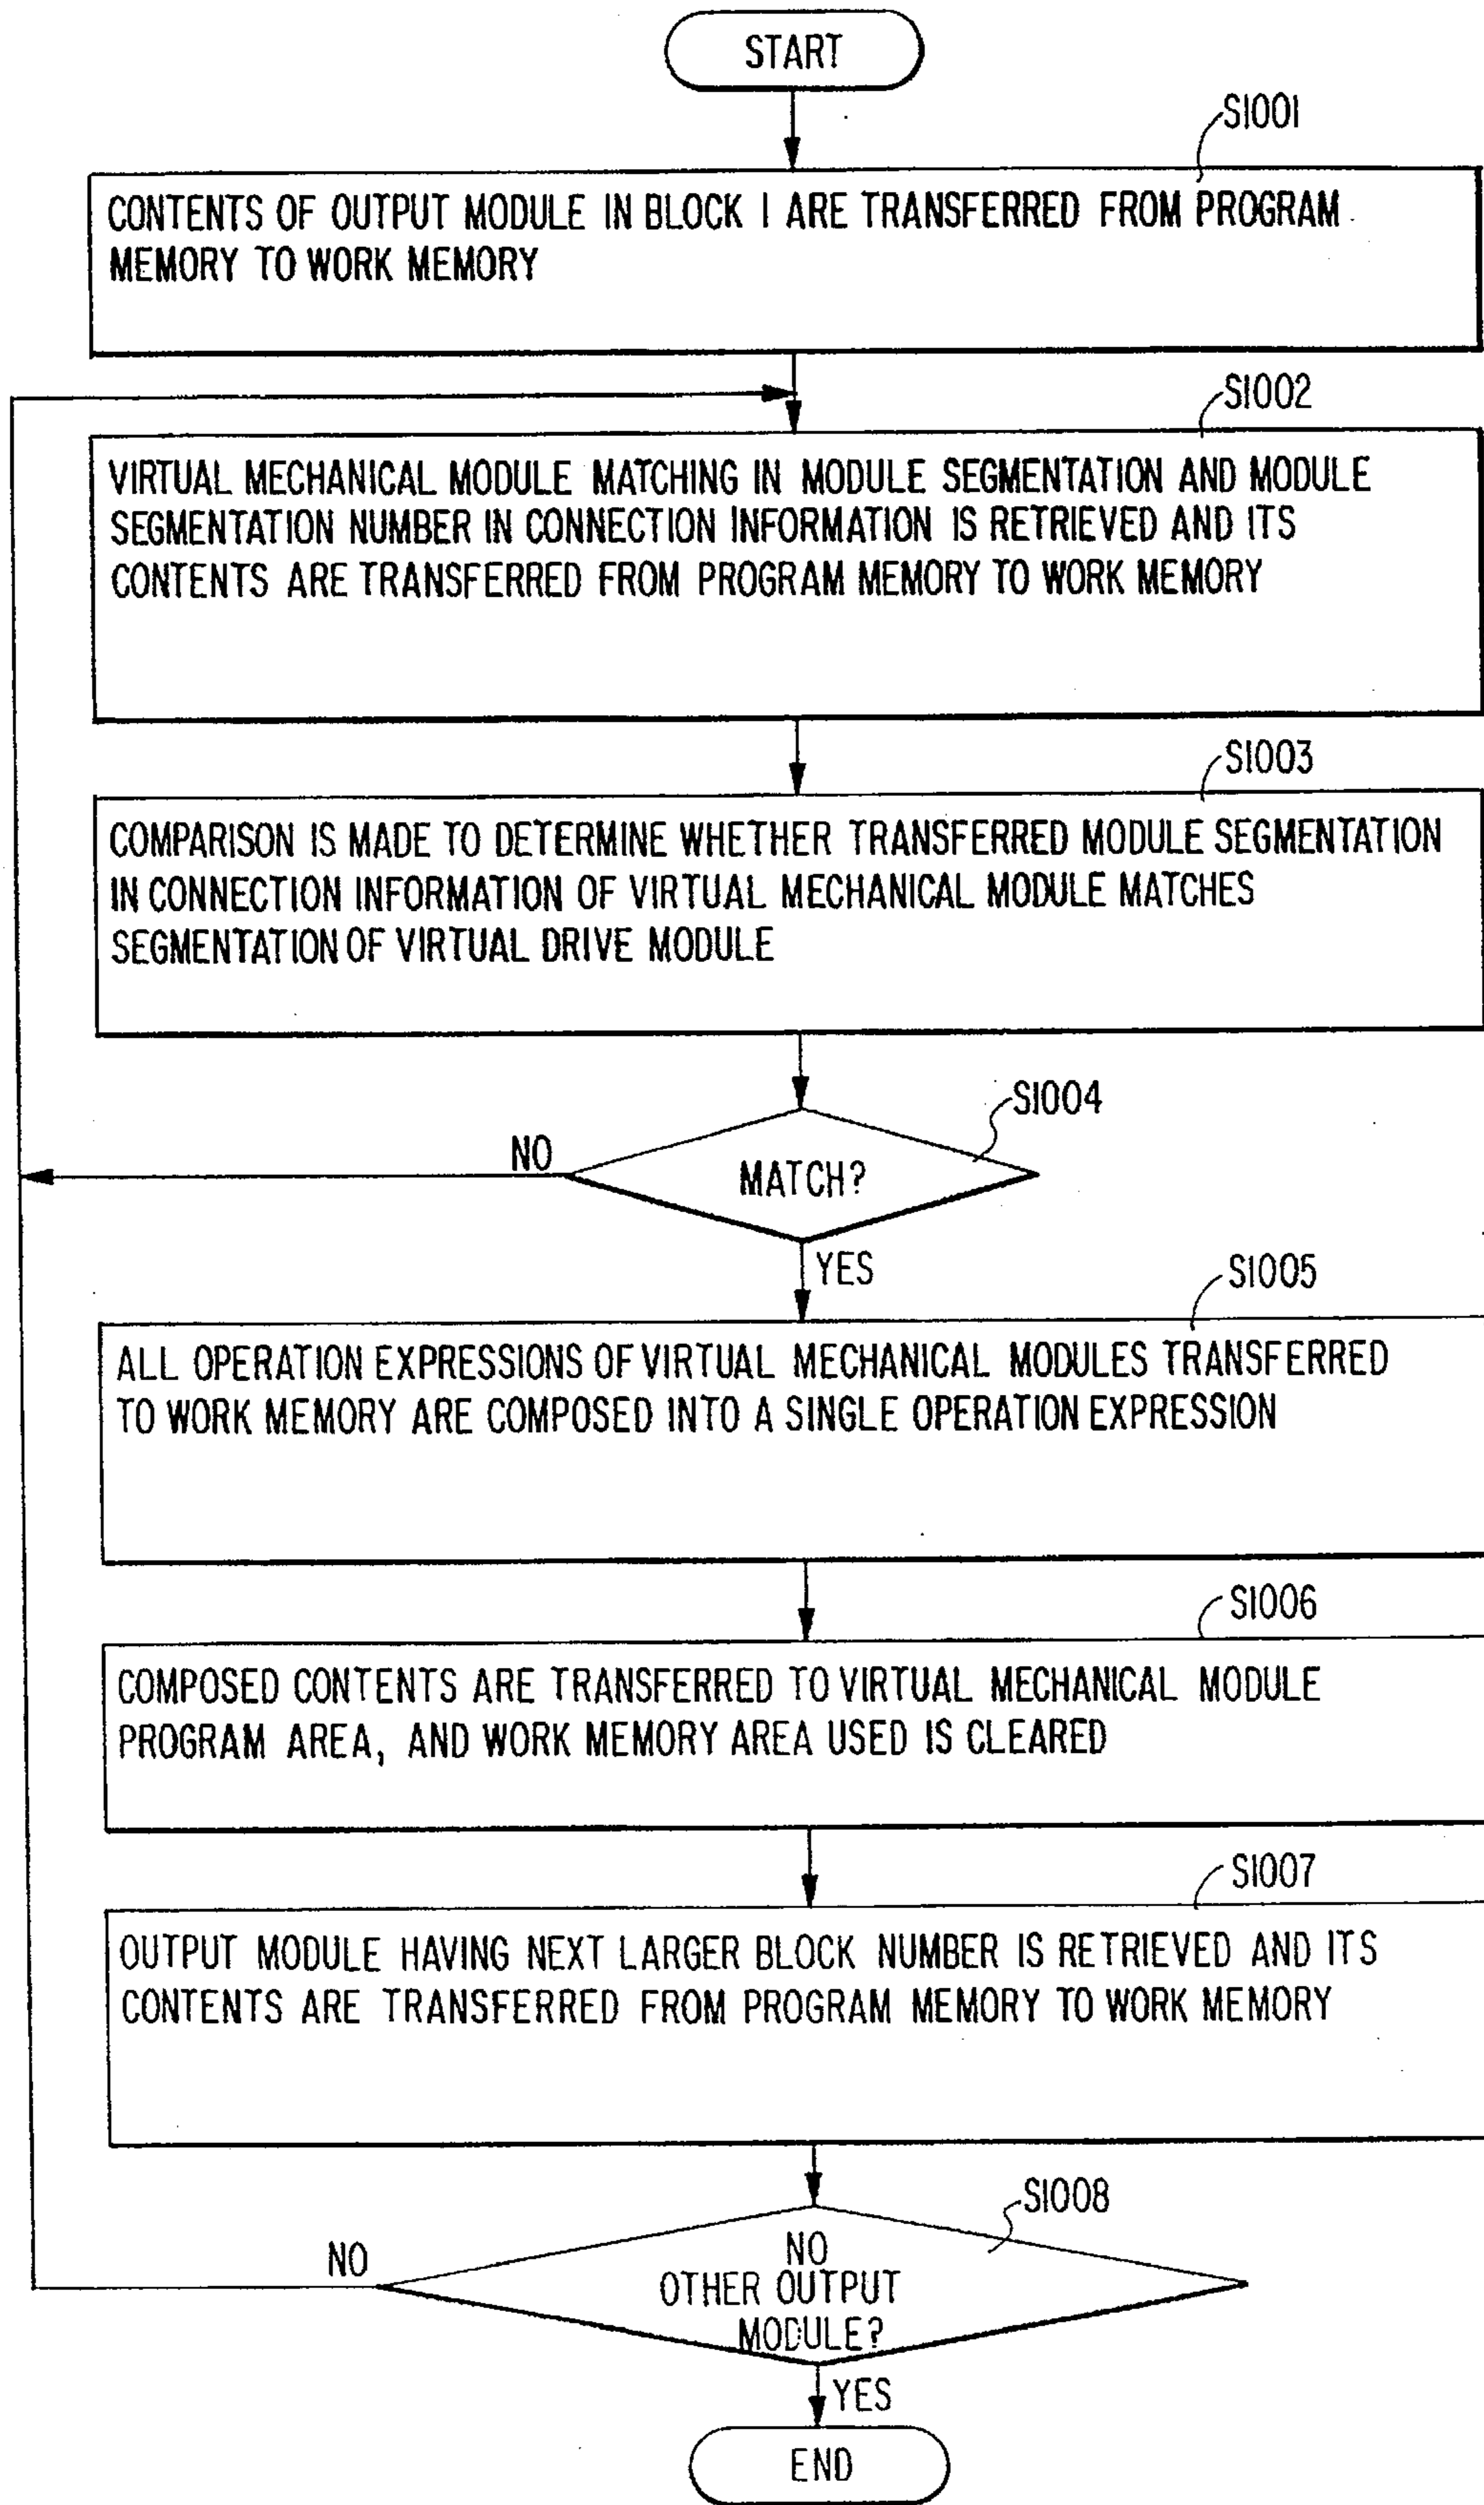 START
S1001
CONTENTS OF OUTPUT MODULE IN BLOCK 1 ARE TRANSFERRED FROM PROGRAM
MEMORY TO WORK MEMORY
S1002
VIRTUAL MECHANICAL MODULE MATCHING IN MODULE SEGMENTATION AND MODULE
SEGMENTATION NUMBER IN CONNECTION INFORMATION IS RETRIEVED AND ITS
CONTENTS ARE TRANSFERRED FROM PROGRAM MEMORY TO WORK MEMORY
S1003
COMPARISON IS MADE TO DETERMINE WHETHER TRANSFERRED MODULE SEGMENTATION
IN CONNECTION INFORMATION OF VIRTUAL MECHANICAL MODULE MATCHES
SEGMENTATION OF VIRTUAL DRIVE MODULE
S1004
NO
MATCH?
YES
S1005
ALL OPERATION EXPRESSIONS OF VIRTUAL MECHANICAL MODULES TRANSFERRED
TO WORK MEMORY ARE COMPOSED INTO A SINGLE OPERATION EXPRESSION
S1006
COMPOSED CONTENTS ARE TRANSFERRED TO VIRTUAL MECHANICAL MODULE
PROGRAM AREA, AND WORK MEMORY AREA USED IS CLEARED
S1007
OUTPUT MODULE HAVING NEXT LARGER BLOCK NUMBER IS RETRIEVED AND ITS
CONTENTS ARE TRANSFERRED FROM PROGRAM MEMORY TO WORK MEMORY
S1008
NO
NO
OTHER OUTPUT
MODULE?
YES
END